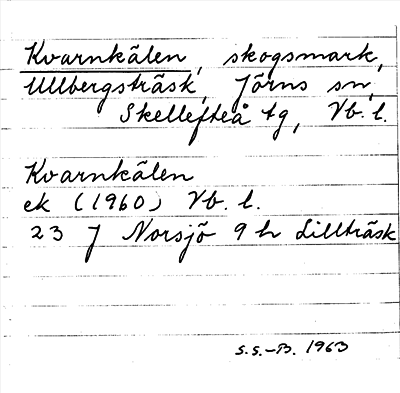 Kvarnkälen, skogsmark,
Ullbergsträsk, Jörns sn,
Skellefteå tg, Vb. l.
Kvarnkälen
ek (1960) Vb. l.
23 J Norsjö 9 h Lillträsk
S.S.-B. 1963